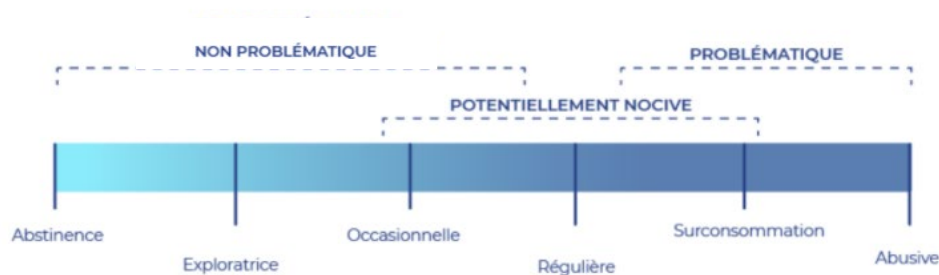 NON PROBLÉMATIQUE
PROBLÉMATIQUE
POTENTIELLEMENT NOCIVE
Abstinence
Exploratrice
Occasionnelle
Régulière
Surconsommation
Abusive